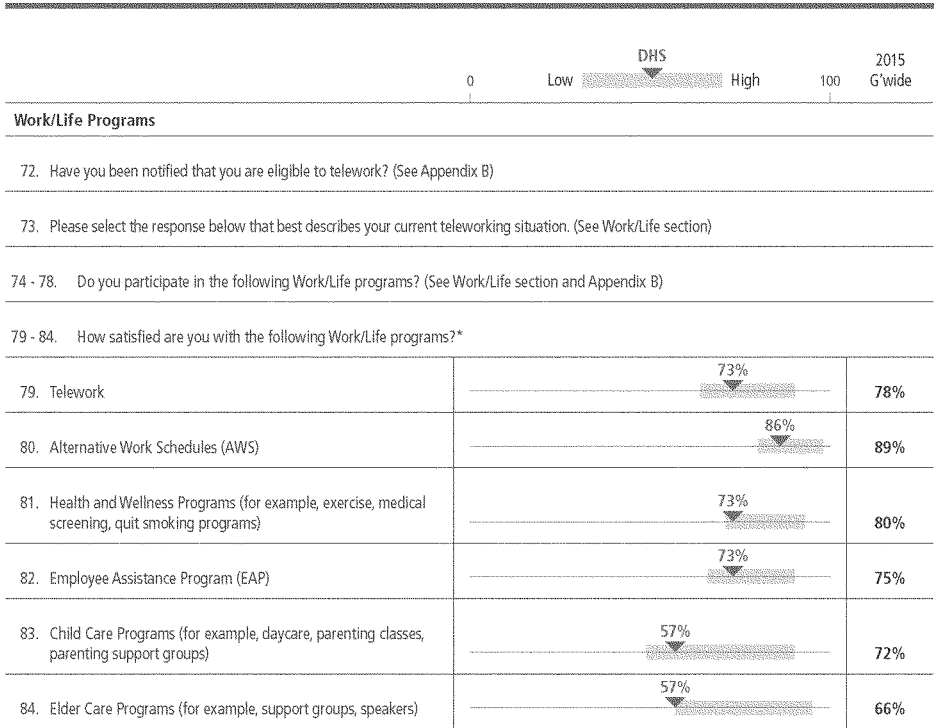 DHS
2015
0 Low High 100 G'wide
Work/Life Programs
72. Have you been notified that you are eligible to telework? (See Appendix B)
73. Please select the response below that best describes your current teleworking situation. (See Work/Life section)
74 - 78. Do you participate in the following Work/Life programs? (See Work/Life section and Appendix B)
79 - 84. How satisfied are you with the following Work/Life programs?*
73%
79. Telework 78%
86%
80. Alternative Work Schedules (AWS) 89%
81. Health and Wellness Programs (for example, exercise, medical 73%
screening, quit smoking programs) 80%
73%
82. Employee Assistance Program (EAP) 75%
83. Child Care Programs (for example, daycare, parenting classes, 57%
parenting support groups) 72%
57%
84. Elder Care Programs (for example, support groups, speakers) 66%